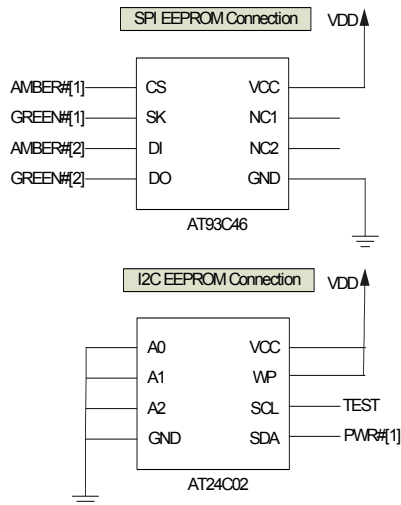 SPI EEPROM Connection
VDD
AMBER#[1] CS VCC
GREEN#[1] SK NC1
AMBER#[2] DI NC2
GREEN#[2] DO GND
AT93C46
I2C EEPROM Connection
VDD
A0 VCC
A1 WP
A2 SCL TEST
GND SDA PWR#[1]
AT24C02